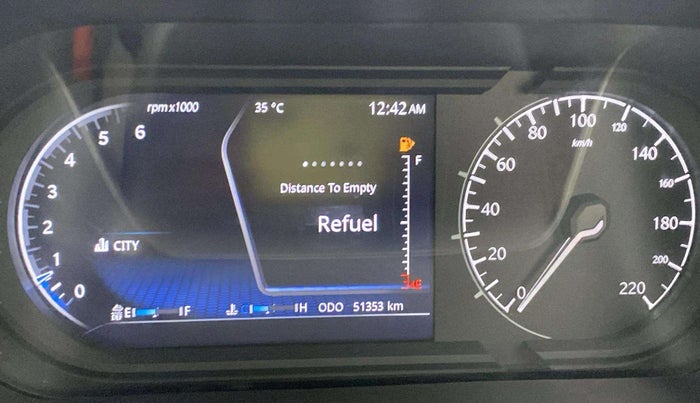 rpm x1000
35 °C
12:42 AM
6
5
4
3
2
1
0
CITY
.......
Distance To Empty
Refuel
F
E
E F
C H
ODO 51353 km
0
20
40
60
80
100
120
140
160
180
200
220
km/h